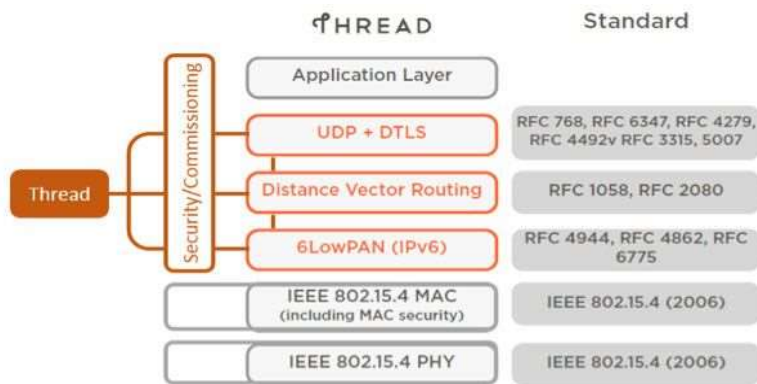 THREAD
Standard
Security/Commissioning
Application Layer
UDP + DTLS
RFC 768, RFC 6347, RFC 4279,
RFC 4492v RFC 3315, 5007
Thread
Distance Vector Routing
RFC 1058, RFC 2080
6LowPAN (IPv6)
RFC 4944, RFC 4862, RFC
6775
IEEE 802.15.4 MAC
(including MAC security)
IEEE 802.15.4 (2006)
IEEE 802.15.4 PHY
IEEE 802.15.4 (2006)